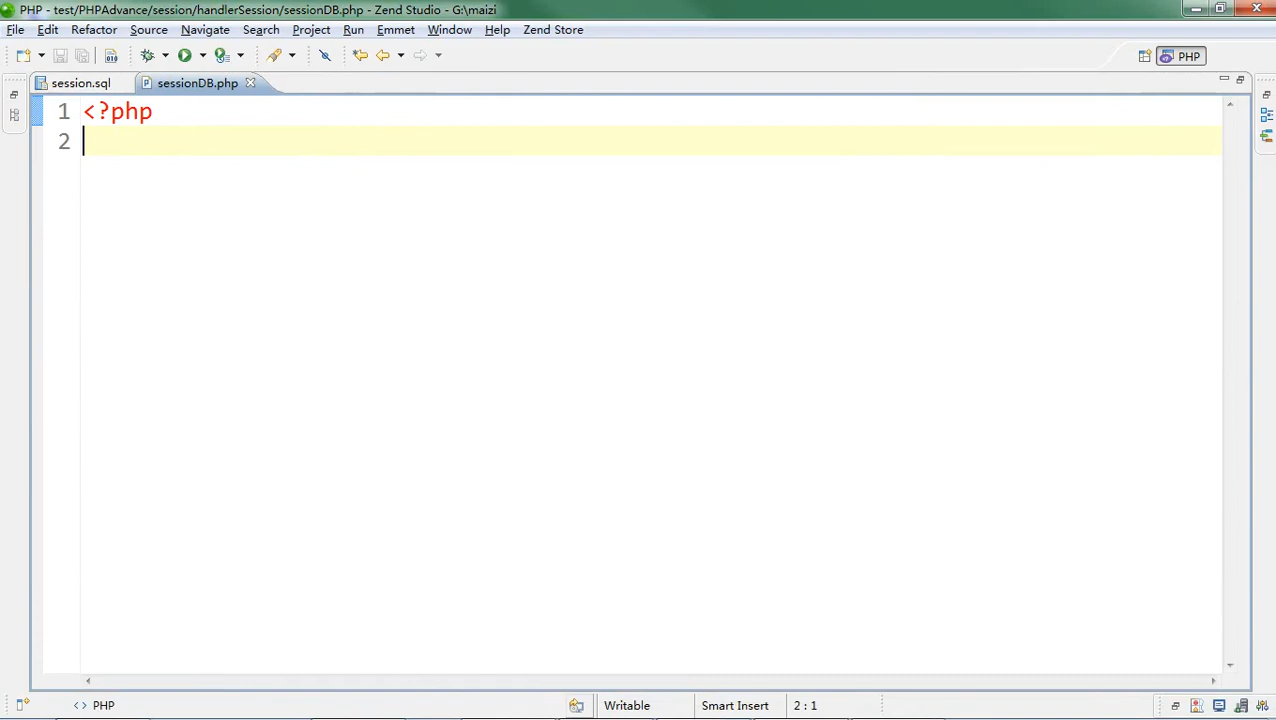 PHP - test/PHPAdvance/session/handlerSession/sessionDB.php - Zend Studio - G:\maizi
File Edit Refactor Source Navigate Search Project Run Emmet Window Help Zend Store
PHP
session.sql sessionDB.php
1 <?php
2
<> PHP Writable Smart Insert 2 : 1